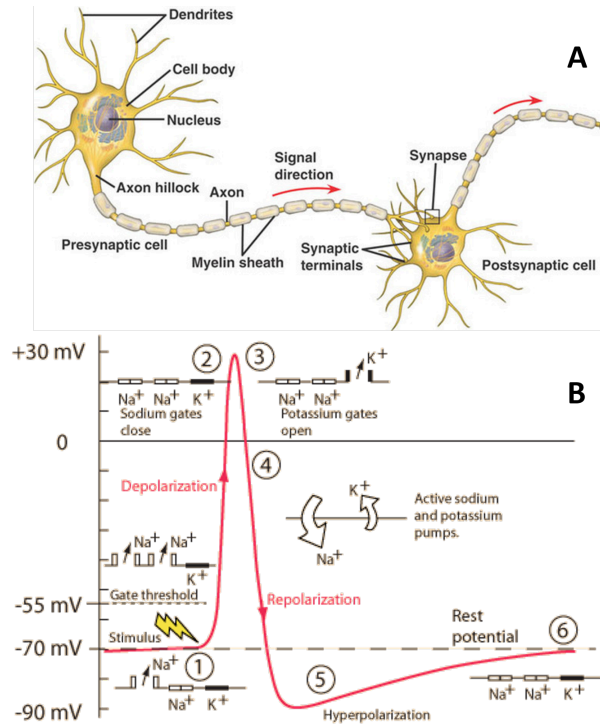 Dendrites
A
Cell body
Nucleus
Axon hillock
Axon
Signal
direction
Synapse
Presynaptic cell
Myelin sheath
Synaptic
terminals
Postsynaptic cell
+30 mV
2
3
K+
B
Na+ Na+ K+
Sodium gates
close
Na+ Na+
Potassium gates
open
0
4
Depolarization
K+
Na+
Active sodium
and potassium
pumps.
Na+ Na+
K+
Gate threshold
-55 mV
Repolarization
Stimulus
Rest
potential
6
-70 mV
Na+
1
5
Na+ K+
Na+ Na+ K+
-90 mV
Hyperpolarization